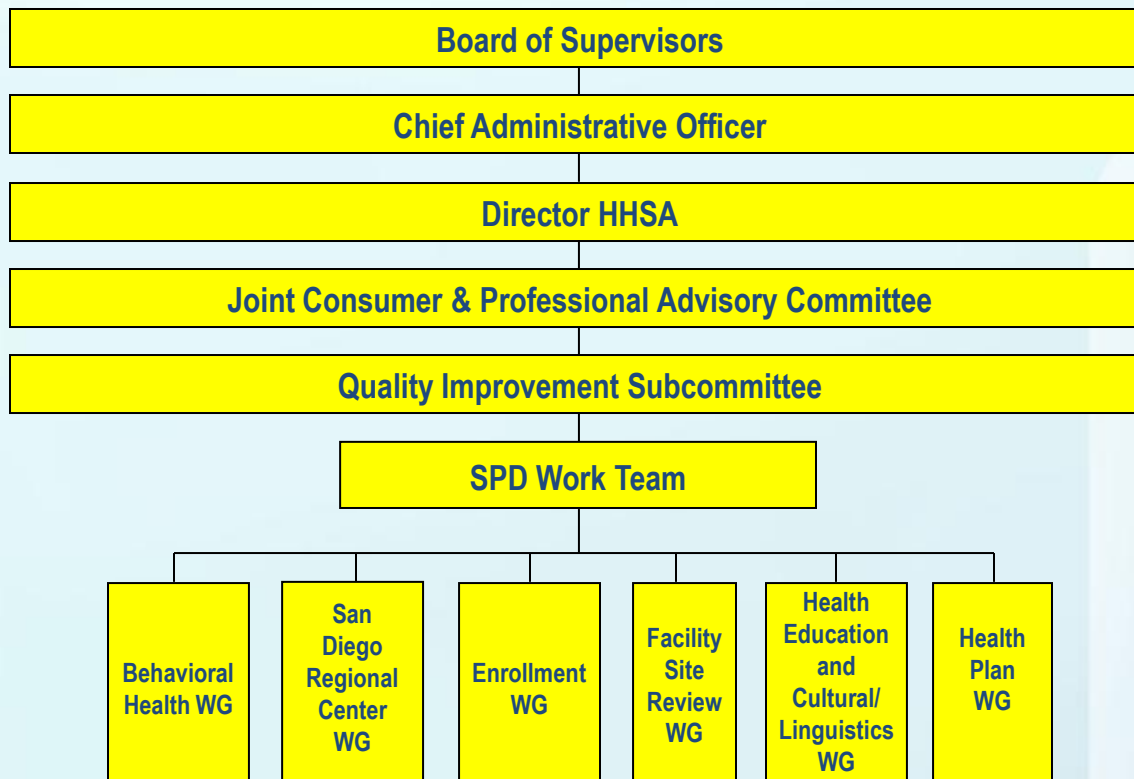 Board of Supervisors
Chief Administrative Officer
Director HHSA
Joint Consumer & Professional Advisory Committee
Quality Improvement Subcommittee
SPD Work Team
Behavioral
Health WG
San
Diego
Regional
Center
WG
Enrollment
WG
Facility
Site
Review
WG
Health
Education
and
Cultural/
Linguistics
WG
Health
Plan
WG